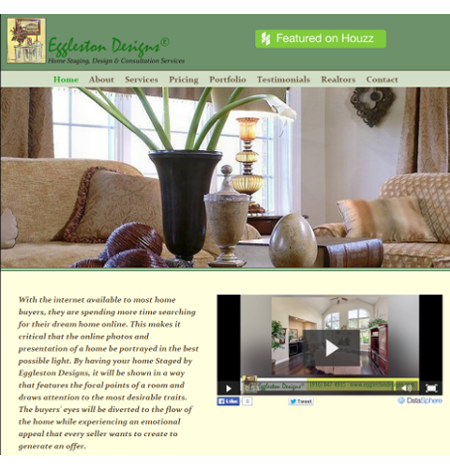 Eggleston Designs®
Home Staging, Design & Consultation Services
Featured on Houzz
Home About Services Pricing Portfolio Testimonials Realtors Contact
With the internet available to most home
buyers, they are spending more time searching
for their dream home online. This makes it
critical that the online photos and
presentation of a home be portrayed in the best
possible light. By having your home Staged by
Eggleston Designs, it will be shown in a way
that features the focal points of a room and
draws attention to the most desirable traits.
The buyers' eyes will be diverted to the flow
of the home while experiencing an emotional
appeal that every seller wants to create to
generate an offer.
Eggleston Designs
Like 0 Tweet DataSphere